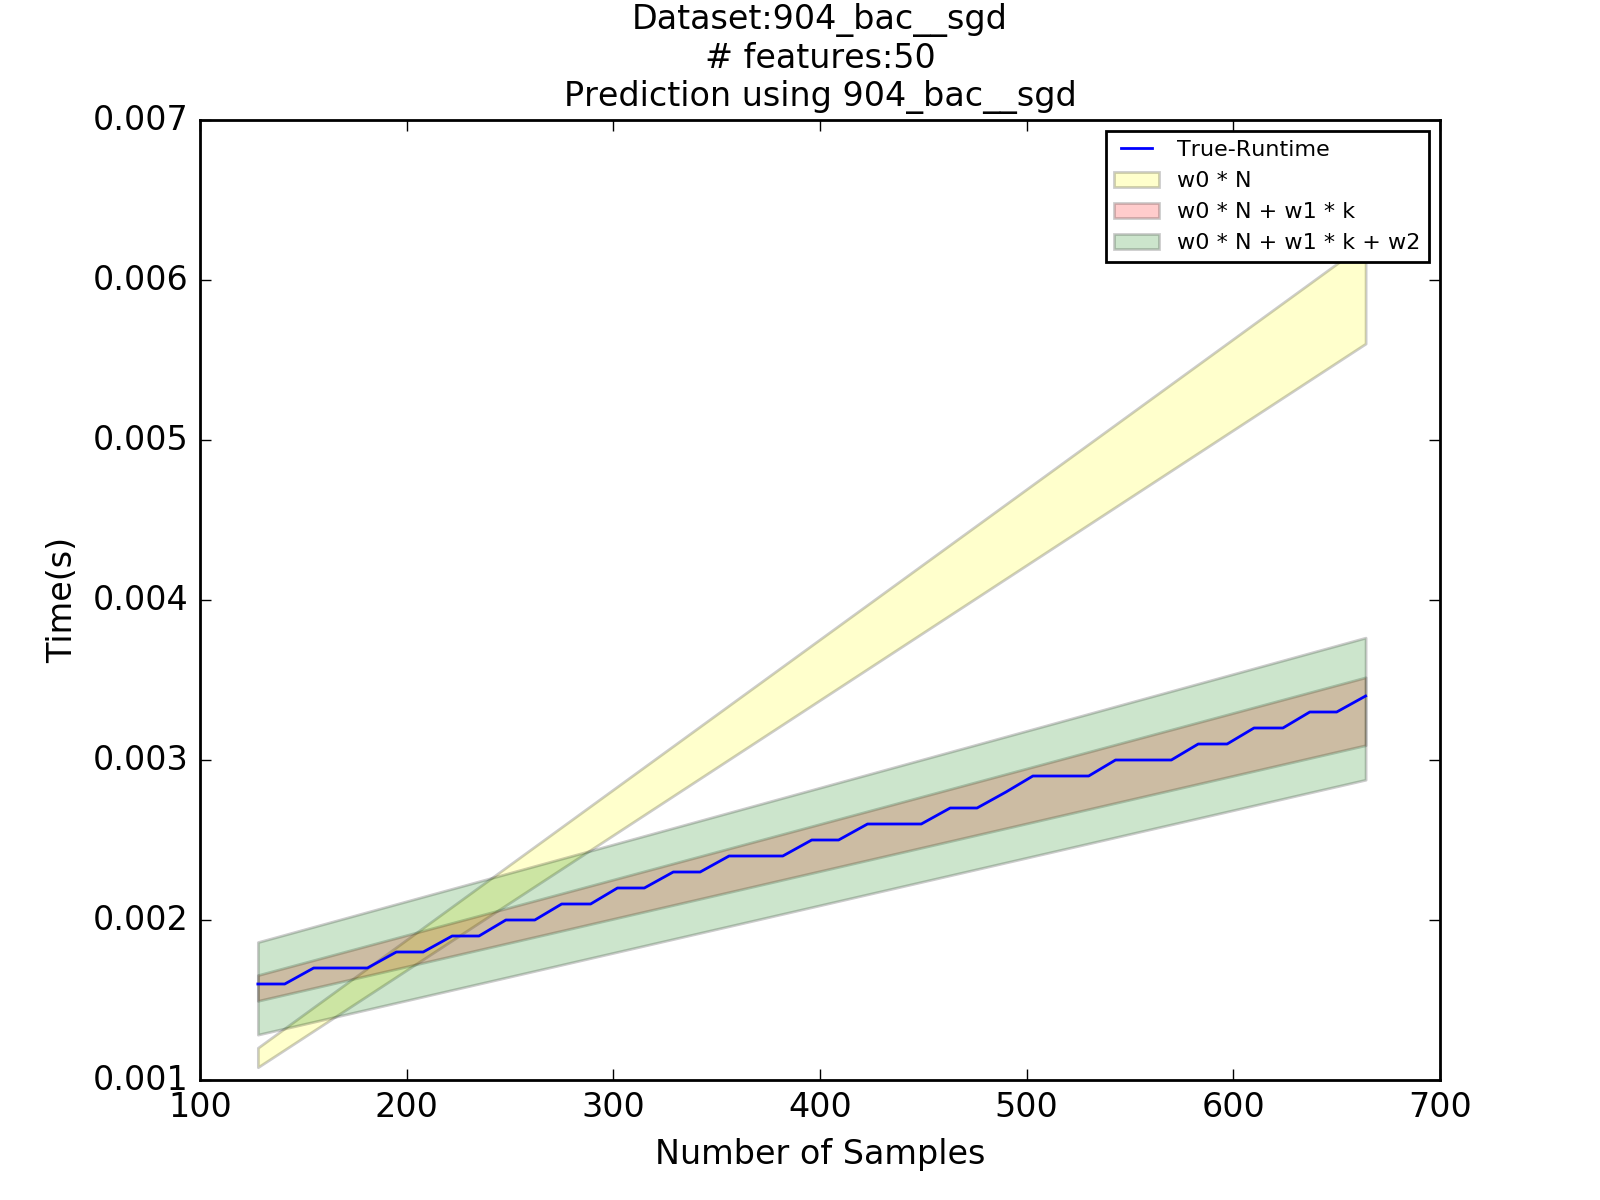 Dataset:904_bac__sgd
# features:50
Prediction using 904_bac__sgd
0.007
0.006
0.005
0.004
0.003
0.002
0.001
Time(s)
True-Runtime
w0 * N
w0 * N + w1 * k
w0 * N + w1 * k + w2
100 200 300 400 500 600 700
Number of Samples